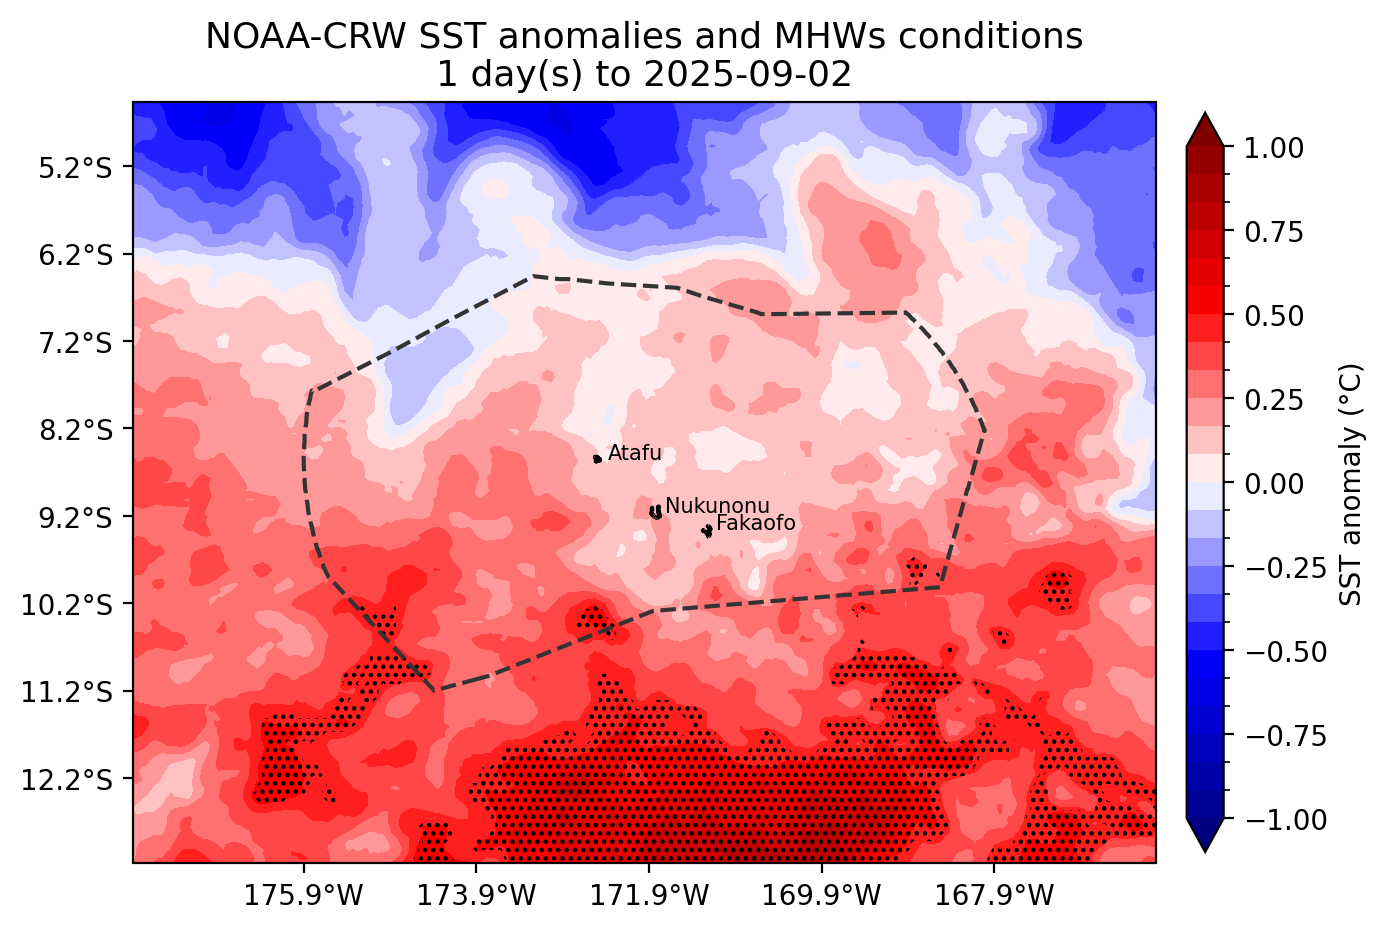 NOAA-CRW SST anomalies and MHWs conditions
1 day(s) to 2025-09-02
5.2°S
6.2°S
7.2°S
8.2°S
9.2°S
10.2°S
11.2°S
12.2°S
175.9°W
173.9°W
171.9°W
169.9°W
167.9°W
Atafu
Nukunonu
Fakaofo
1.00
0.75
0.50
0.25
0.00
−0.25
−0.50
−0.75
−1.00
SST anomaly (°C)